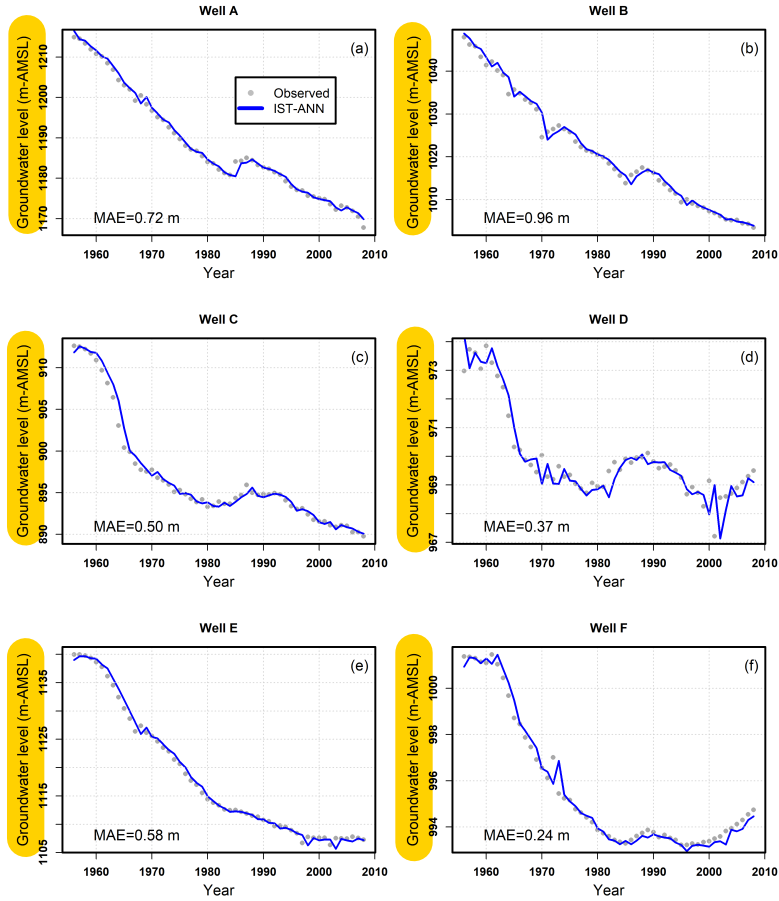 Well A
Groundwater level (m-AMSL)
1210
1200
1190
1180
1170
(a)
Observed
IST-ANN
MAE=0.72 m
1960 1970 1980 1990 2000 2010
Year
Well B
Groundwater level (m-AMSL)
1040
1030
1020
1010
(b)
MAE=0.96 m
1960 1970 1980 1990 2000 2010
Year
Well C
Groundwater level (m-AMSL)
910
905
900
895
890
(c)
MAE=0.50 m
1960 1970 1980 1990 2000 2010
Year
Well D
Groundwater level (m-AMSL)
973
971
969
967
(d)
MAE=0.37 m
1960 1970 1980 1990 2000 2010
Year
Well E
Groundwater level (m-AMSL)
1135
1125
1115
1105
(e)
MAE=0.58 m
1960 1970 1980 1990 2000 2010
Year
Well F
Groundwater level (m-AMSL)
1000
998
996
994
(f)
MAE=0.24 m
1960 1970 1980 1990 2000 2010
Year